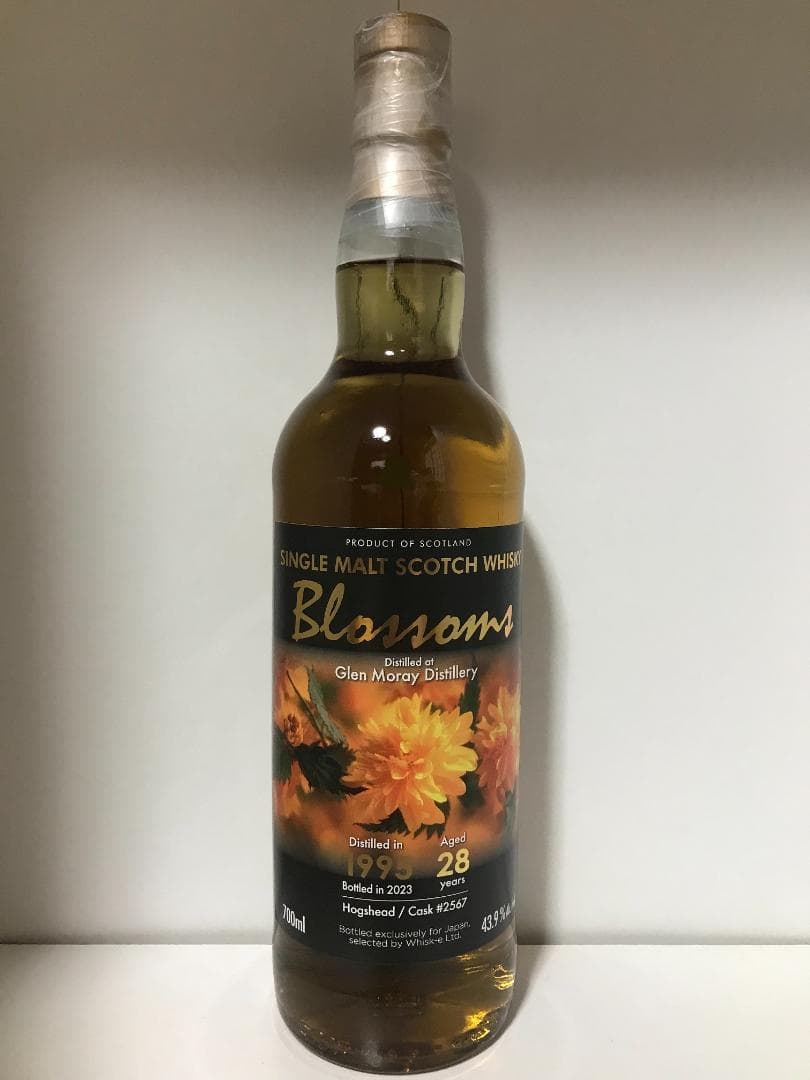 PRODUCT OF SCOTLAND
SINGLE MALT SCOTCH WHISKY
Blossoms
Distilled at
Glen Moray Distillery
Distilled in
1995
Bottled in 2023
Aged
28
years
Hogshead / Cask #2567
700ml
43.9%
Bottled exclusively for Japan,
selected by Whisk-e Ltd.